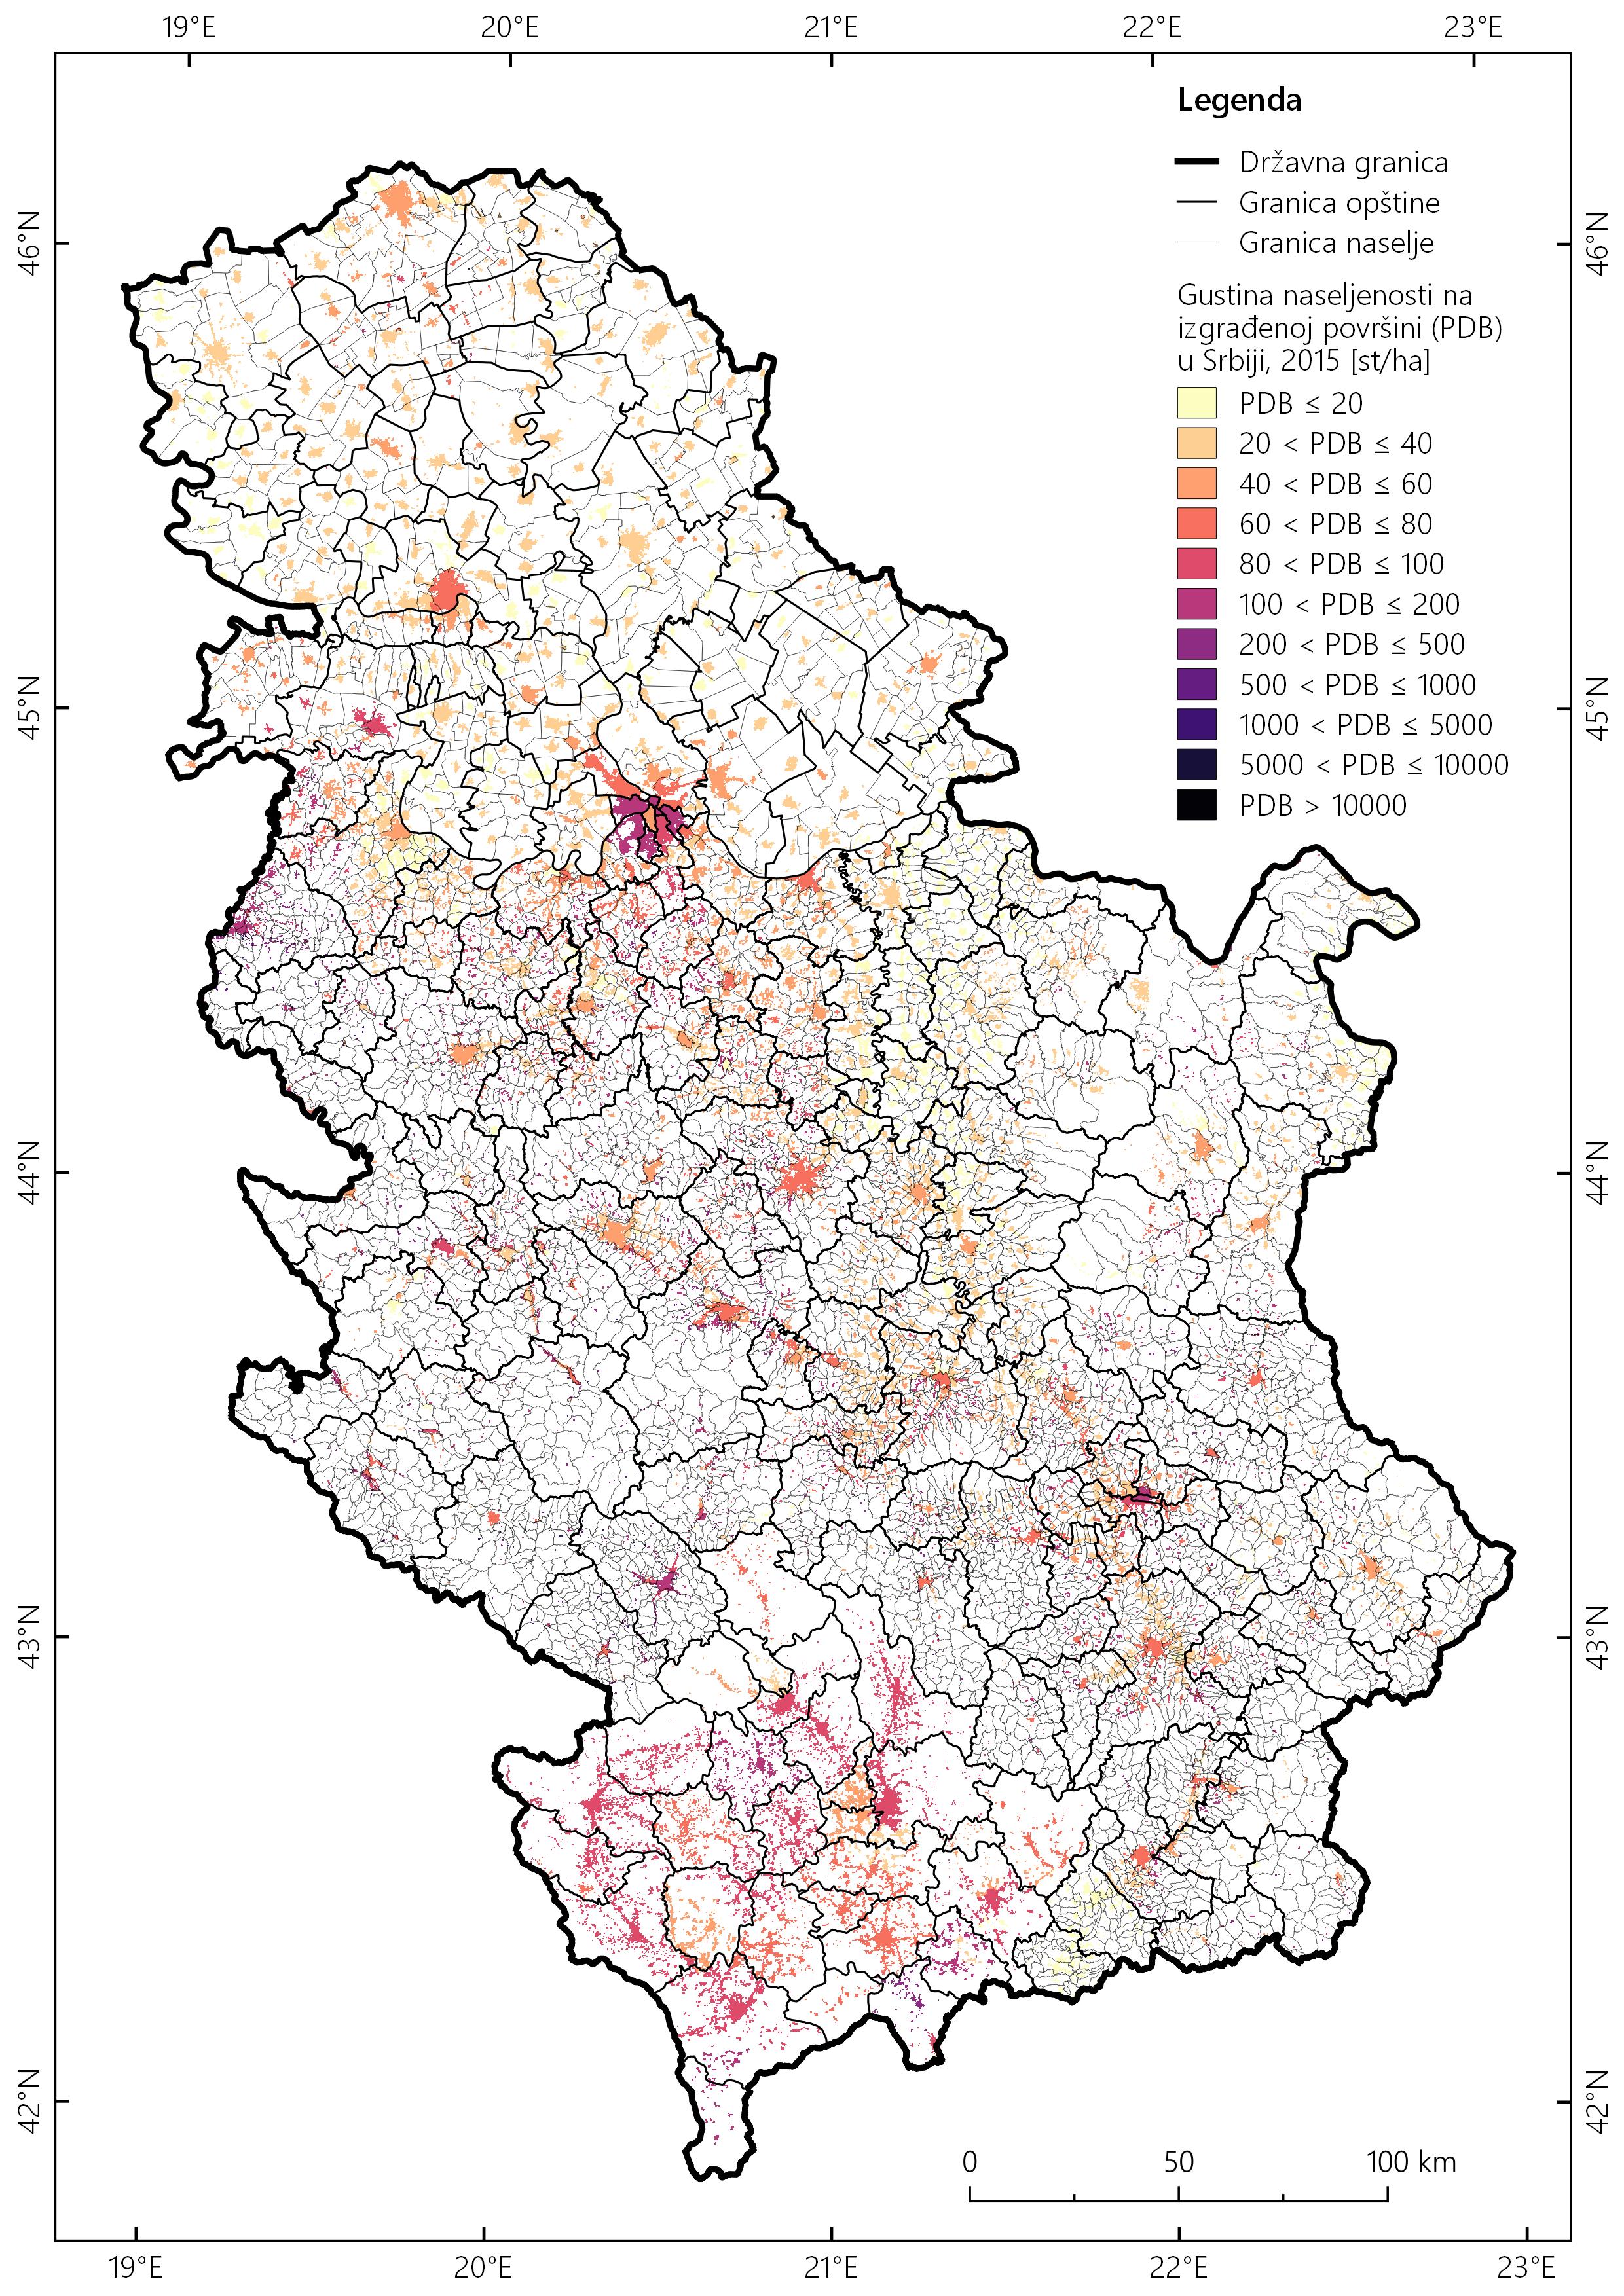 19°E 20°E 21°E 22°E 23°E
Legenda
Državna granica
Granica opštine
Granica naselje
Gustina naseljenosti na
izgrađenoj površini (PDB)
u Srbiji, 2015 [st/ha]
PDB ≤ 20
20 < PDB ≤ 40
40 < PDB ≤ 60
60 < PDB ≤ 80
80 < PDB ≤ 100
100 < PDB ≤ 200
200 < PDB ≤ 500
500 < PDB ≤ 1000
1000 < PDB ≤ 5000
5000 < PDB ≤ 10000
PDB > 10000
46°N 46°N
45°N 45°N
44°N 44°N
43°N 43°N
42°N 42°N
0 50 100 km
19°E 20°E 21°E 22°E 23°E